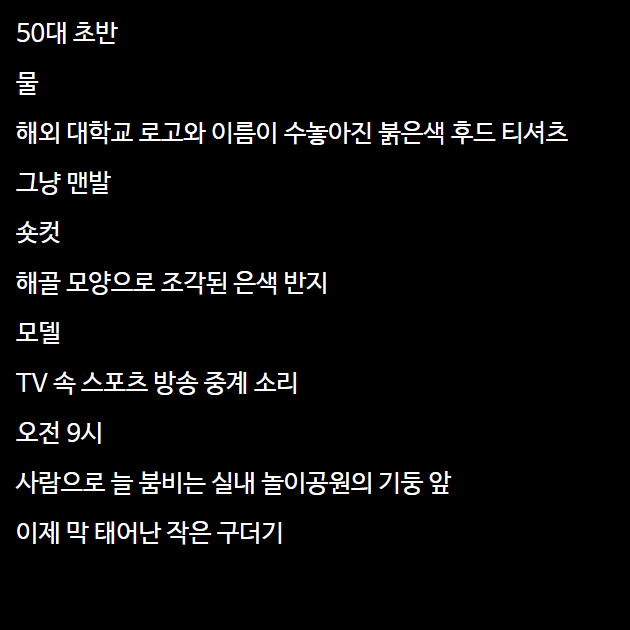 50대 초반
물
해외 대학교 로고와 이름이 수놓아진 붉은색 후드 티셔츠
그냥 맨발
숏컷
해골 모양으로 조각된 은색 반지
모델
TV 속 스포츠 방송 중계 소리
오전 9시
사람으로 늘 붐비는 실내 놀이공원의 기둥 앞
이제 막 태어난 작은 구더기